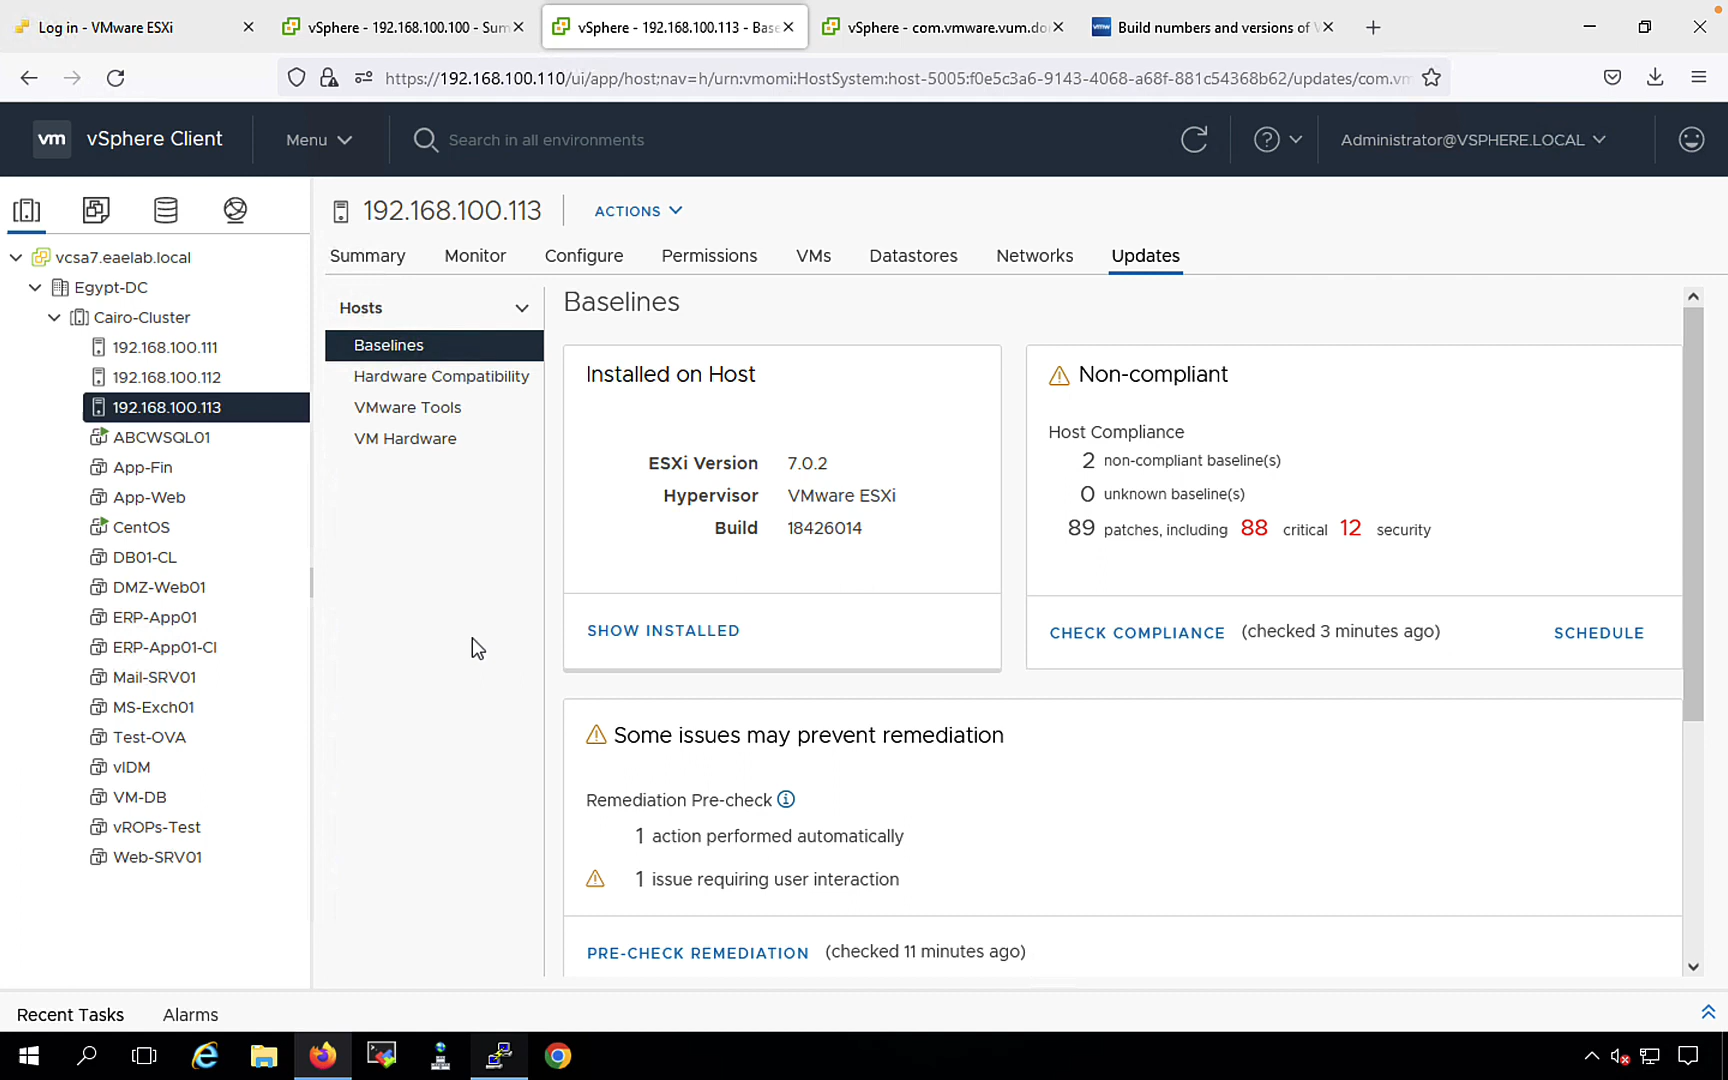 Log in - VMware ESXi
vSphere - 192.168.100.100 - Sum
vSphere - 192.168.100.113 - Base
vSphere - com.vmware.vum.do
vmw
Build numbers and versions of V
https://192.168.100.110/ui/app/host;nav=h/urn:vmomi:HostSystem:host-5005:f0e5c3a6-9143-4068-a68f-881c54368b62/updates/com.vm
vm
vSphere Client
Menu
Search in all environments
Administrator@VSPHERE.LOCAL
192.168.100.113
ACTIONS
Summary
Monitor
Configure
Permissions
VMs
Datastores
Networks
Updates
vcsa7.eaelab.local
Egypt-DC
Cairo-Cluster
192.168.100.111
192.168.100.112
192.168.100.113
ABCWSQL01
App-Fin
App-Web
CentOS
DB01-CL
DMZ-Web01
ERP-App01
ERP-App01-Cl
Mail-SRV01
MS-Exch01
Test-OVA
vIDM
VM-DB
vROPs-Test
Web-SRV01
Hosts
Baselines
Hardware Compatibility
VMware Tools
VM Hardware
Baselines
Installed on Host
ESXi Version 7.0.2
Hypervisor VMware ESXi
Build 18426014
SHOW INSTALLED
Non-compliant
Host Compliance
2 non-compliant baseline(s)
0 unknown baseline(s)
89 patches, including 88 critical 12 security
CHECK COMPLIANCE (checked 3 minutes ago)
SCHEDULE
Some issues may prevent remediation
Remediation Pre-check
1 action performed automatically
1 issue requiring user interaction
PRE-CHECK REMEDIATION (checked 11 minutes ago)
Recent Tasks
Alarms